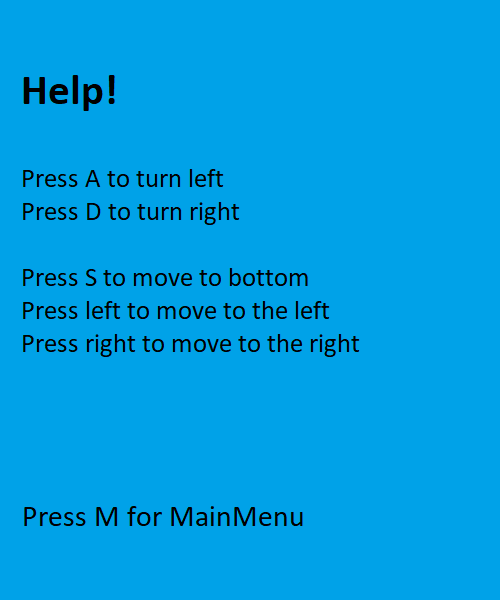 Help!
Press A to turn left
Press D to turn right
Press S to move to bottom
Press left to move to the left
Press right to move to the right
Press M for MainMenu